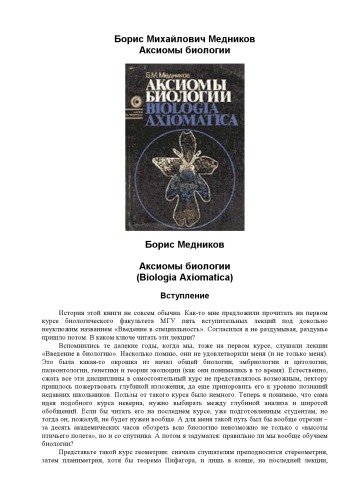 Борис Михайлович Медников
Аксиомы биологии
Б.М. Медников
АКСИОМЫ
БИОЛОГИИ
BIOLOGIA
AXIOMATICA
Борис Медников
Аксиомы биологии
(Biologia Axiomatica)
Вступление
История этой книги не совсем обычна. Как-то мне предложили прочитать на первом
курсе биологического факультета МГУ пять вступительных лекций под довольно
неуклюжим названием «Введение в специальность». Согласился я не раздумывая, раздумье
пришло потом. В каком ключе читать эти лекции?
Вспомнились те далекие годы, когда мы, тоже на первом курсе, слушали лекции
«Введение в биологию». Насколько помню, они не удовлетворили меня (и не только меня).
Это была какая-то окрошка из начал общей биологии, эмбриологии и цитологии,
палеонтологии, генетики и теории эволюции (как они понимались в то время). Естественно,
сжать все эти дисциплины в самостоятельный курс не представлялось возможным, лектору
пришлось пожертвовать глубиной изложения, да еще приноровить его к уровню познаний
недавних школьников. Пользы от такого курса было немного. Теперь я понимаю, что сама
идея подобного курса неверна, нужно выбирать между глубиной анализа и широтой
обобщений. Если бы читать его на последнем курсе, уже подготовленным студентам, но
тогда он, пожалуй, не будет нужен вообще. А для меня такой путь был бы вообще отрезан –
за десять академических часов обозреть всю биологию невозможно не только с «высоты
птичьего полета», но и со спутника. А потом я задумался: правильно ли мы вообще обучаем
биологии?
Представьте такой курс геометрии: сначала слушателям преподносится стереометрия,
затем планиметрия, хотя бы теорема Пифагора, и лишь в конце, на последней лекции,